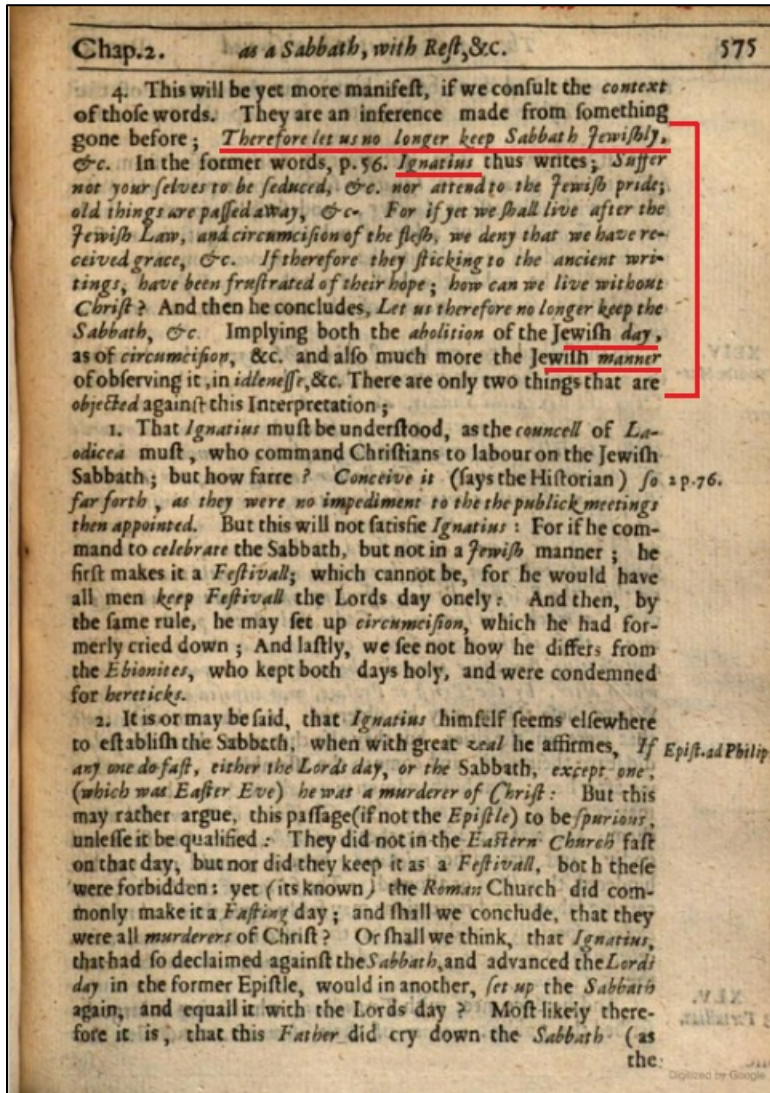 Chap.2. as a Sabbath, with Reſt,&c. 575
4. This will be yet more manifeſt, if we conſult the context
of thoſe words. They are an inference made from ſomething
gone before; Therefore let us no longer keep Sabbath Jewiſhly,
&c. In the former words, p.56. Ignatius thus writes; Suffer
not your ſelves to be ſeduced, &c. nor attend to the Jewiſh pride;
old things are paſſed away, &c. For if yet we ſhall live after the
Jewiſh Law, and circumciſion of the fleſh, we deny that we have re-
ceived grace, &c. If therefore they ſticking to the ancient wri-
tings, have been fruſtrated of their hope; how can we live without
Chriſt? And then he concludes, Let us therefore no longer keep the
Sabbath, &c. Implying both the abolition of the Jewiſh day,
as of circumciſion, &c. and alſo much more the Jewiſh manner
of obſerving it, in idleneſſe,&c. There are only two things that are
objected againſt this Interpretation;
1. That Ignatius muſt be underſtood, as the councell of La-
odicea muſt, who command Chriſtians to labour on the Jewiſh
Sabbath; but how farre? Conceive it (ſays the Hiſtorian) ſo 2 p.76.
far forth, as they were no impediment to the the publick meetings
then appointed. But this will not ſatisfie Ignatius: For if he com-
mand to celebrate the Sabbath, but not in a Jewiſh manner; he
firſt makes it a Feſtivall; which cannot be, for he would have
all men keep Feſtivall the Lords day onely: And then, by
the ſame rule, he may ſet up circumciſion, which he had for-
merly cried down; And laſtly, we ſee not how he differs from
the Ebionites, who kept both days holy, and were condemned
for hereticks.
2. It is or may be ſaid, that Ignatius himſelf ſeems elſewhere
to eſtabliſh the Sabbath, when with great zeal he affirmes, If Epiſt.ad Philip
any one do faſt, either the Lords day, or the Sabbath, except one,
(which was Eaſter Eve) he was a murderer of Chriſt: But this
may rather argue, this paſſage(if not the Epiſtle) to be ſpurious,
unleſſe it be qualified: They did not in the Eaſtern Church faſt
on that day, but nor did they keep it as a Feſtivall, both theſe
were forbidden: yet (its known) the Roman Church did com-
monly make it a Faſting day; and ſhall we conclude, that they
were all murderers of Chriſt? Or ſhall we think, that Ignatius,
that had ſo declaimed againſt the Sabbath, and advanced the Lords
day in the former Epiſtle, would in another, ſet up the Sabbath
again, and equall it with the Lords day? Moſt likely there-
fore it is, that this Father did cry down the Sabbath (as
the
Digitized by Google